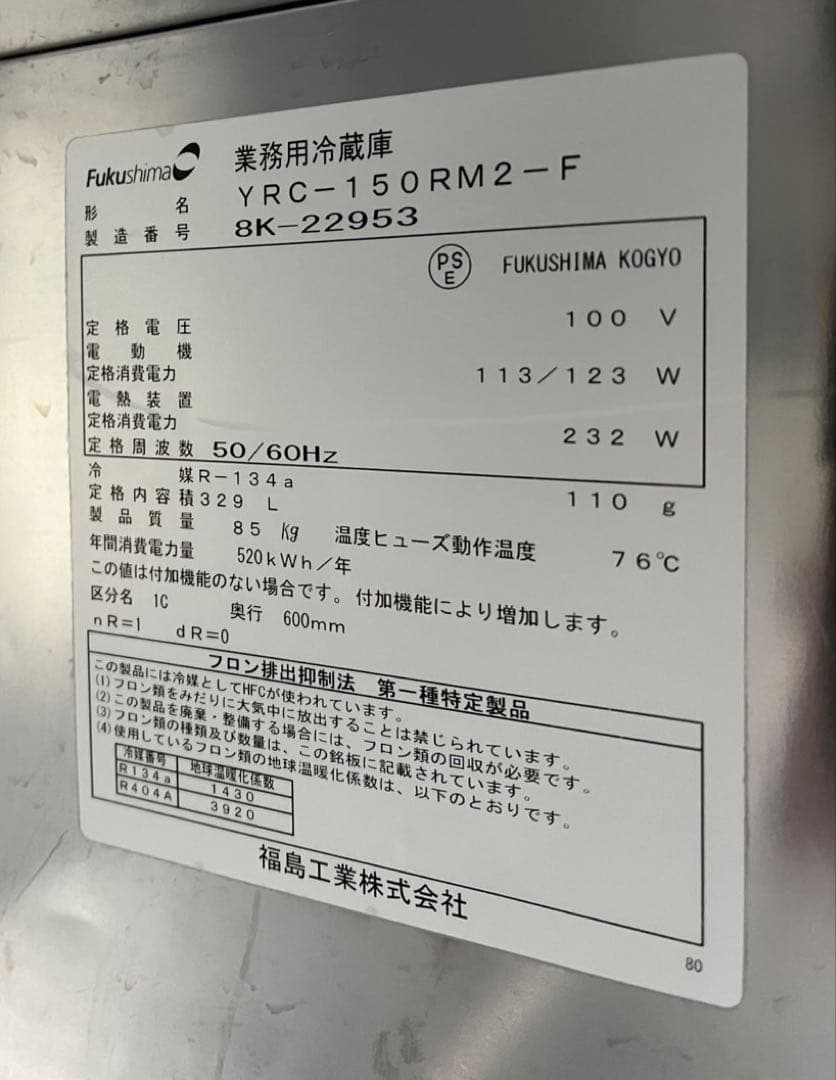 Fukushima 業務用冷蔵庫
形名 YRC-150RM2-F
製造番号 8K-22953
PSE FUKUSHIMA KOGYO
定格電圧 100 V
電動機
定格消費電力 113/123 W
電熱装置
定格消費電力 232 W
定格周波数 50/60Hz
冷媒 R-134a 110 g
定格内容積 329 L
製品質量 85 Kg 温度ヒューズ動作温度 76℃
年間消費電力量 520kWh/年
この値は付加機能のない場合です。付加機能により増加します。
区分名 1C 奥行 600mm
nR=1 dR=0
フロン排出抑制法 第一種特定製品
この製品には冷媒としてHFCが使われています。
(1)フロン類をみだりに大気中に放出することは禁じられています。
(2)この製品を廃棄・整備する場合には、フロン類の回収が必要です。
(3)フロン類の種類及び数量は、この銘板に記載されています。
(4)使用しているフロン類の地球温暖化係数は、以下のとおりです。
冷媒番号 地球温暖化係数
R134a 1430
R404A 3920
福島工業株式会社
80